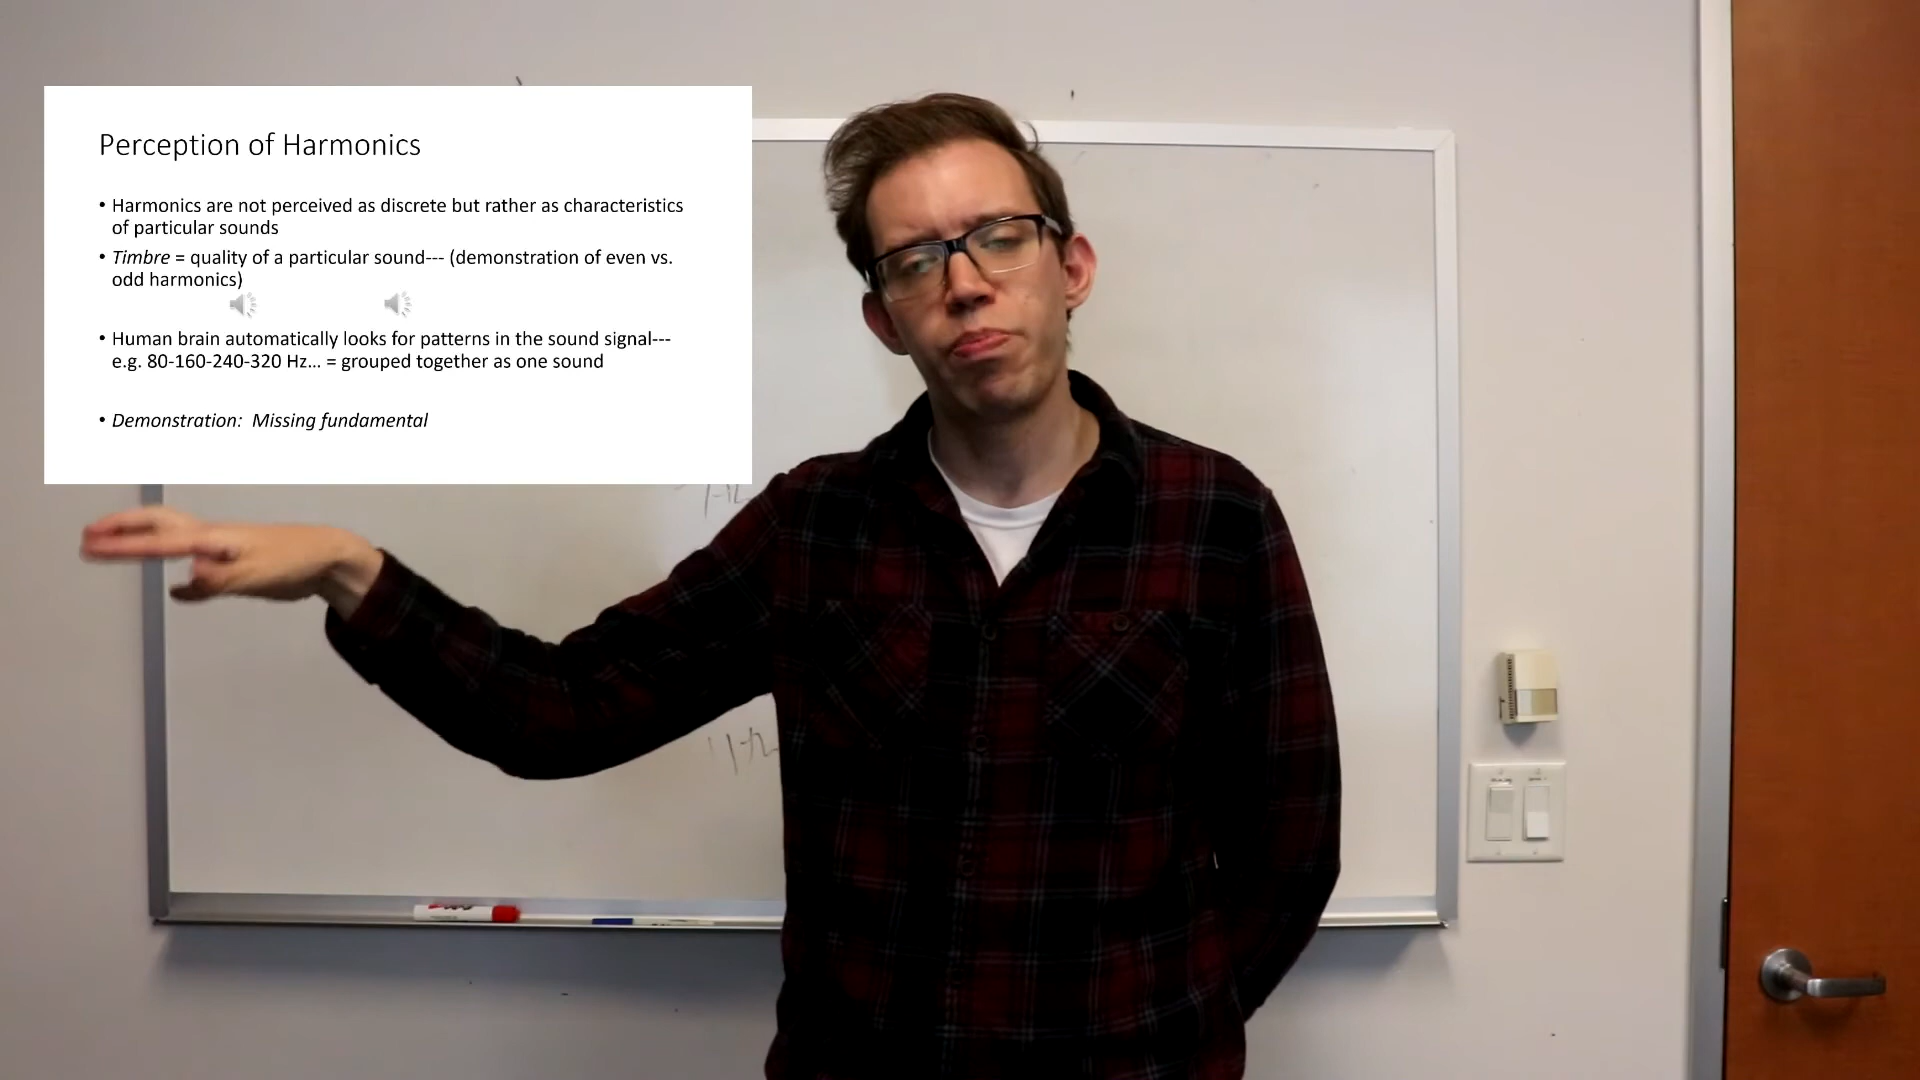 Perception of Harmonics
• Harmonics are not perceived as discrete but rather as characteristics
of particular sounds
• Timbre = quality of a particular sound--- (demonstration of even vs.
odd harmonics)
• Human brain automatically looks for patterns in the sound signal---
e.g. 80-160-240-320 Hz... = grouped together as one sound
• Demonstration:  Missing fundamental